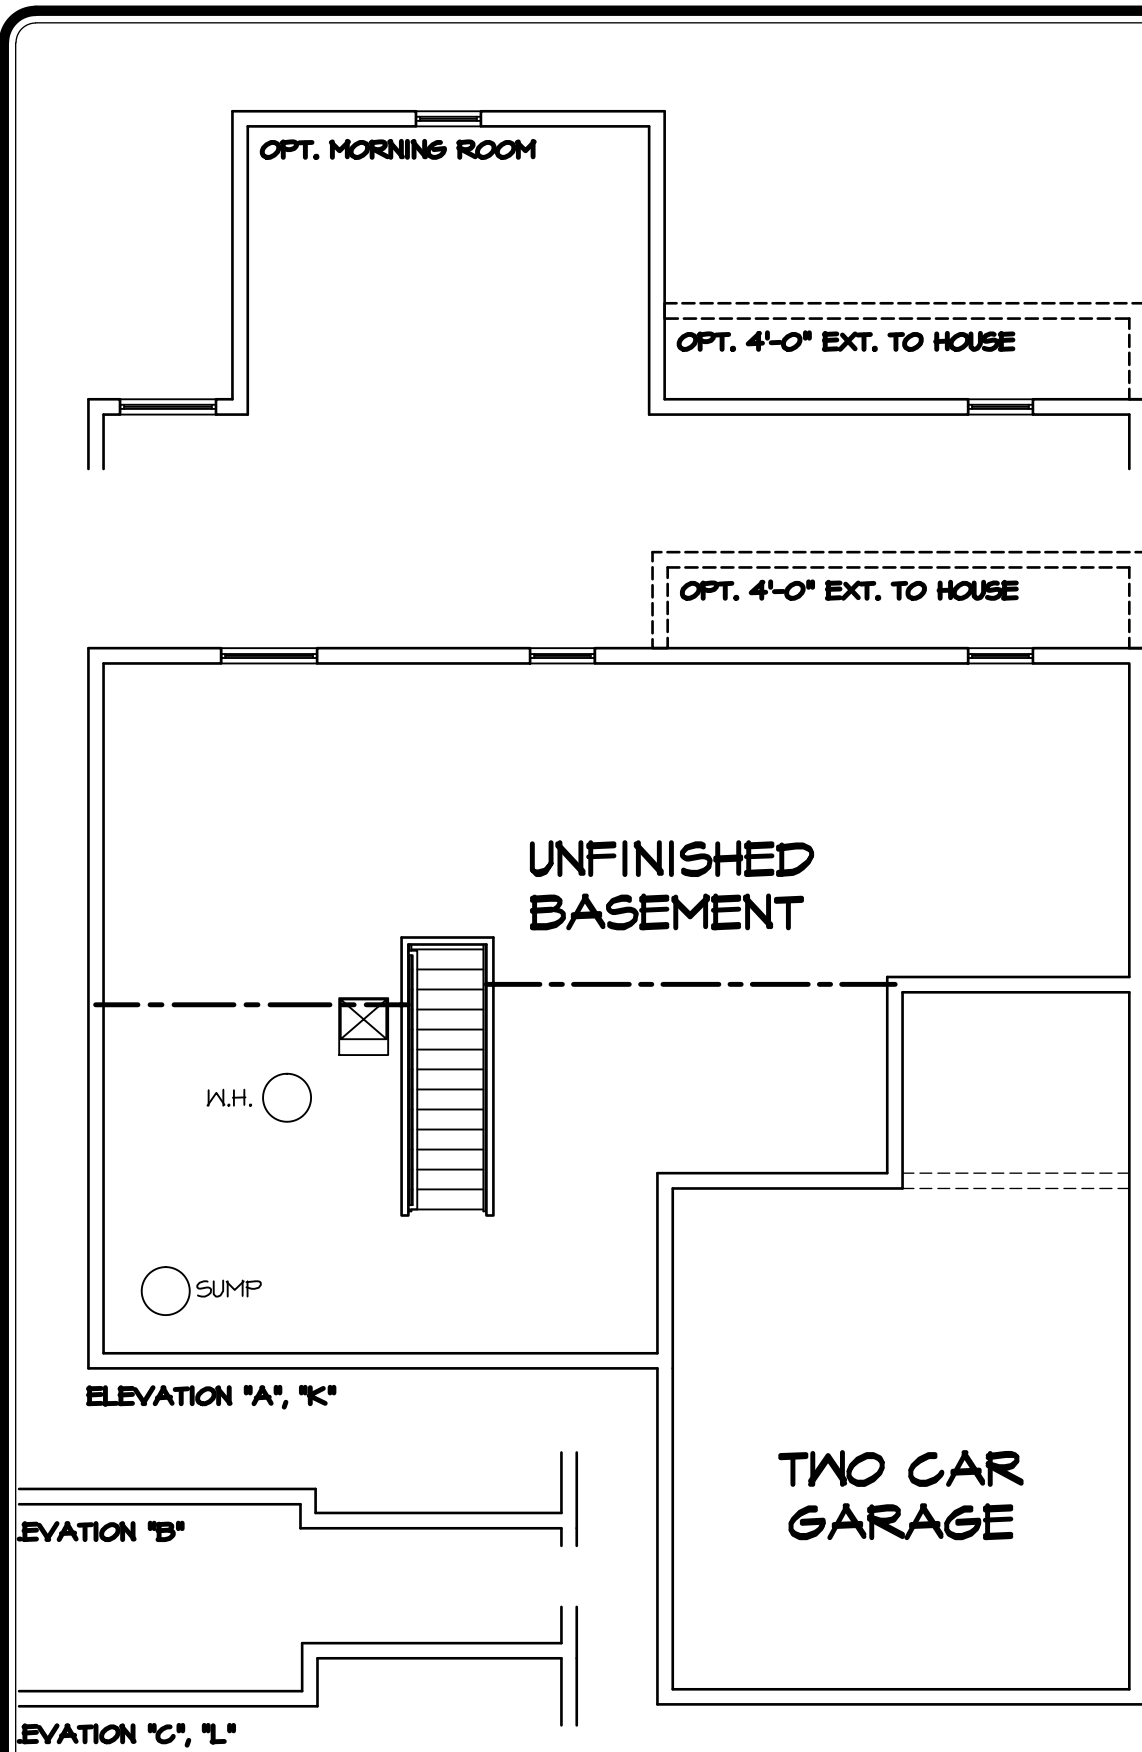 OPT. MORNING ROOM
OPT. 4'-0" EXT. TO HOUSE
OPT. 4'-0" EXT. TO HOUSE
UNFINISHED
BASEMENT
W.H.
SUMP
ELEVATION "A", "K"
TWO CAR
GARAGE
EVATION "B"
EVATION "C", "L"